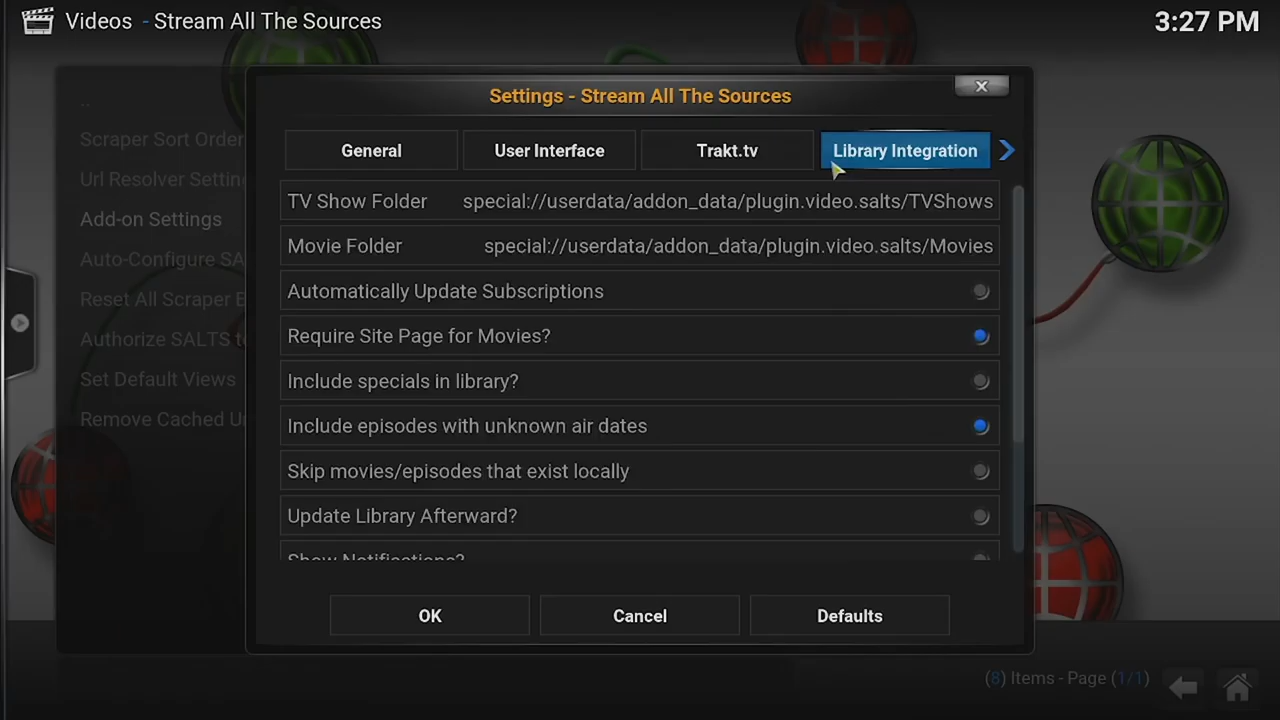 Videos - Stream All The Sources
3:27 PM
Settings - Stream All The Sources
General
User Interface
Trakt.tv
Library Integration
..
Scraper Sort Order
Url Resolver
Add-on Settings
Auto-Configure
Reset All Scraper
Authorize SALTS
Set Default Views
Remove Cached
TV Show Folder special://userdata/addon_data/plugin.video.salts/TVShows
Movie Folder special://userdata/addon_data/plugin.video.salts/Movies
Automatically Update Subscriptions
Require Site Page for Movies?
Include specials in library?
Include episodes with unknown air dates
Skip movies/episodes that exist locally
Update Library Afterward?
Show Notifications?
OK
Cancel
Defaults
(8) Items - Page (1/1)